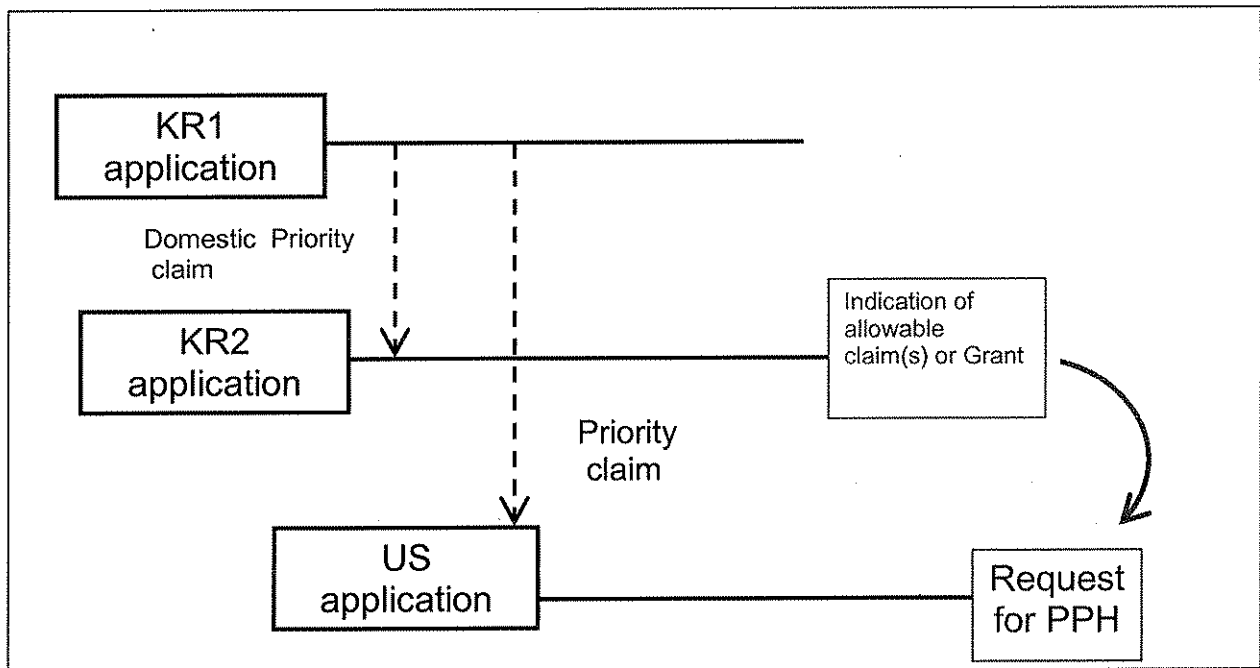 KR1
application
Domestic Priority
claim
KR2
application
Indication of
allowable
claim(s) or Grant
Priority
claim
US
application
Request
for PPH